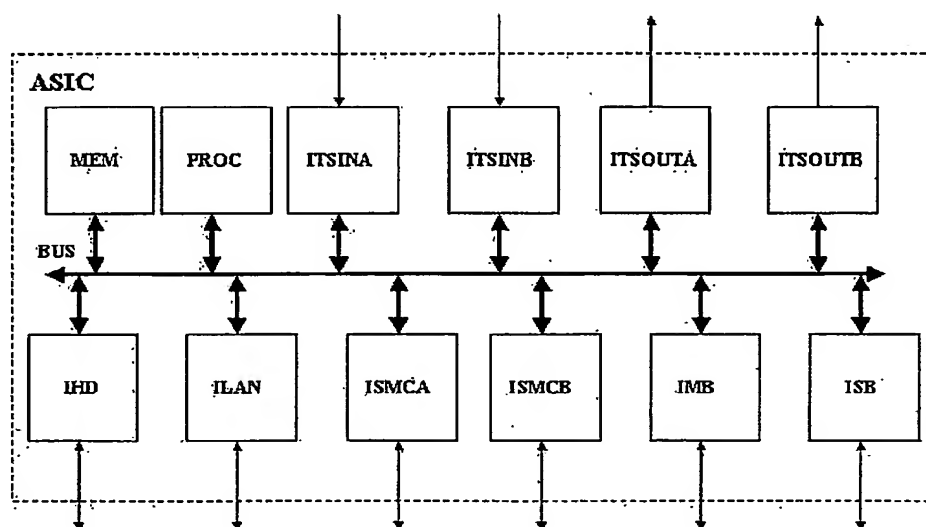 ASIC
MEM PROC ITSINA ITSINB ITSOUTA ITSOUTB
BUS
IHD ILAN ISMCA ISMCB IMB ISB